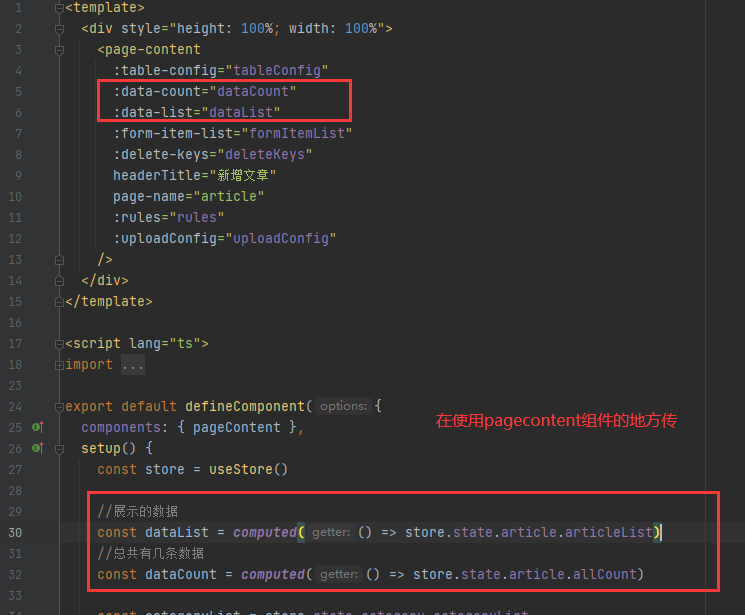 1 <template>
2 <div style="height: 100%; width: 100%">
3 <page-content
4 :table-config="tableConfig"
5 :data-count="dataCount"
6 :data-list="dataList"
7 :form-item-list="formItemList"
8 :delete-keys="deleteKeys"
9 headerTitle="新增文章"
10 page-name="article"
11 :rules="rules"
12 :uploadConfig="uploadConfig"
13 />
14 </div>
15 </template>
16
17 <script lang="ts">
18 import ...
23
24 export default defineComponent( options: {
25 components: { pageContent },
在使用pagecontent组件的地方传
26 setup() {
27 const store = useStore()
28
29 //展示的数据
30 const dataList = computed( getter: () => store.state.article.articleList)
31 //总共有几条数据
32 const dataCount = computed( getter: () => store.state.article.allCount)
33